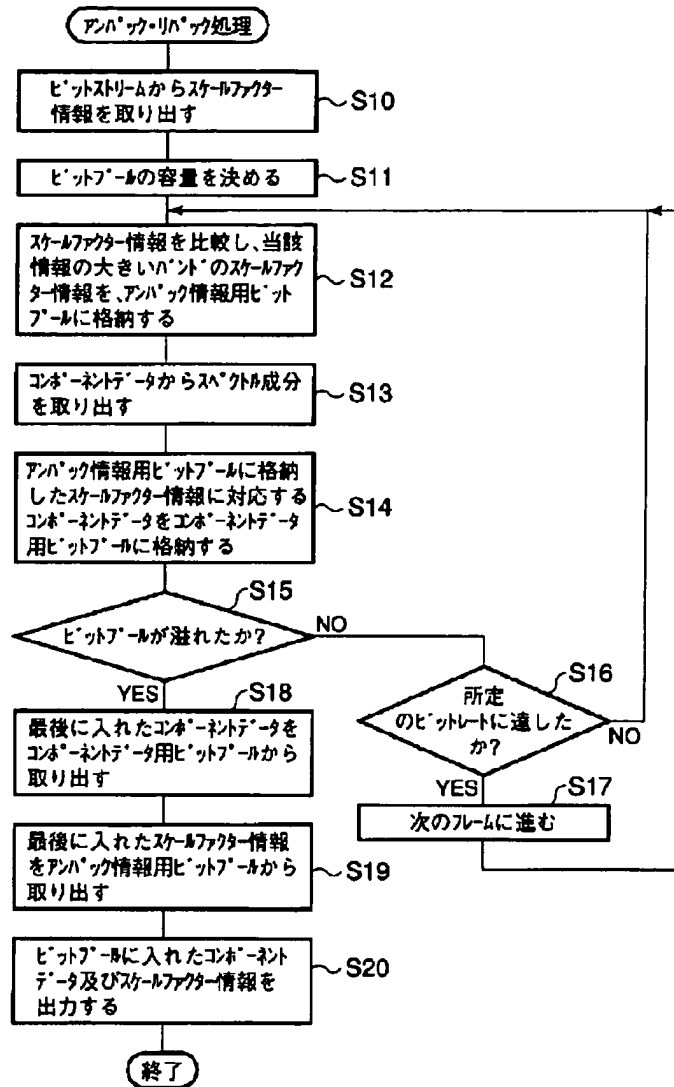 アンパック・リパック処理
ビットストリームからスケールファクター
情報を取り出す
S10
ビットプールの容量を決める
S11
スケールファクター情報を比較し、当該
情報の大きいバンドのスケールファク
ター情報を、アンパック情報用ビット
プールに格納する
S12
コンポーネントデータからスペクトル成分
を取り出す
S13
アンパック情報用ビットプールに格納
したスケールファクター情報に対応する
コンポーネントデータをコンポーネントデータ
用ビットプールに格納する
S14
S15
ビットプールが溢れたか?
NO
YES
S16
所定
のビットレートに達した
か?
NO
YES
S17
次のフレームに進む
S18
最後に入れたコンポーネントデータを
コンポーネントデータ用ビットプールから
取り出す
最後に入れたスケールファクター情報
をアンパック情報用ビットプールから
取り出す
S19
ビットプールに入れたコンポーネント
データ及びスケールファクター情報を
出力する
S20
終了